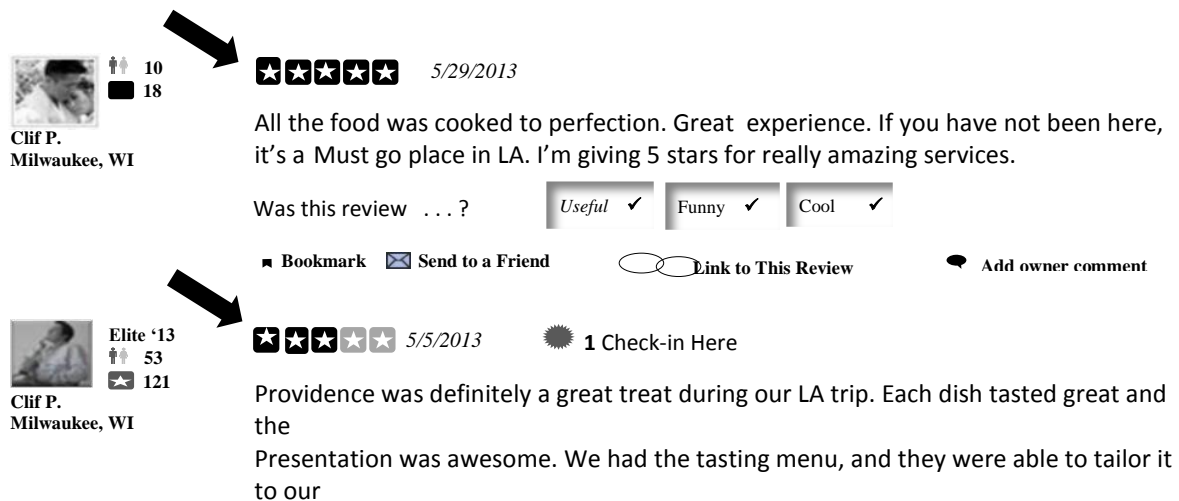 10
18
Clif P.
Milwaukee, WI
5/29/2013
All the food was cooked to perfection. Great experience. If you have not been here,
it’s a Must go place in LA. I’m giving 5 stars for really amazing services.
Was this review . . . ?
Useful ✓ Funny ✓ Cool ✓
Bookmark Send to a Friend Link to This Review Add owner comment
Elite ‘13
53
121
Clif P.
Milwaukee, WI
5/5/2013 1 Check-in Here
Providence was definitely a great treat during our LA trip. Each dish tasted great and
the
Presentation was awesome. We had the tasting menu, and they were able to tailor it
to our